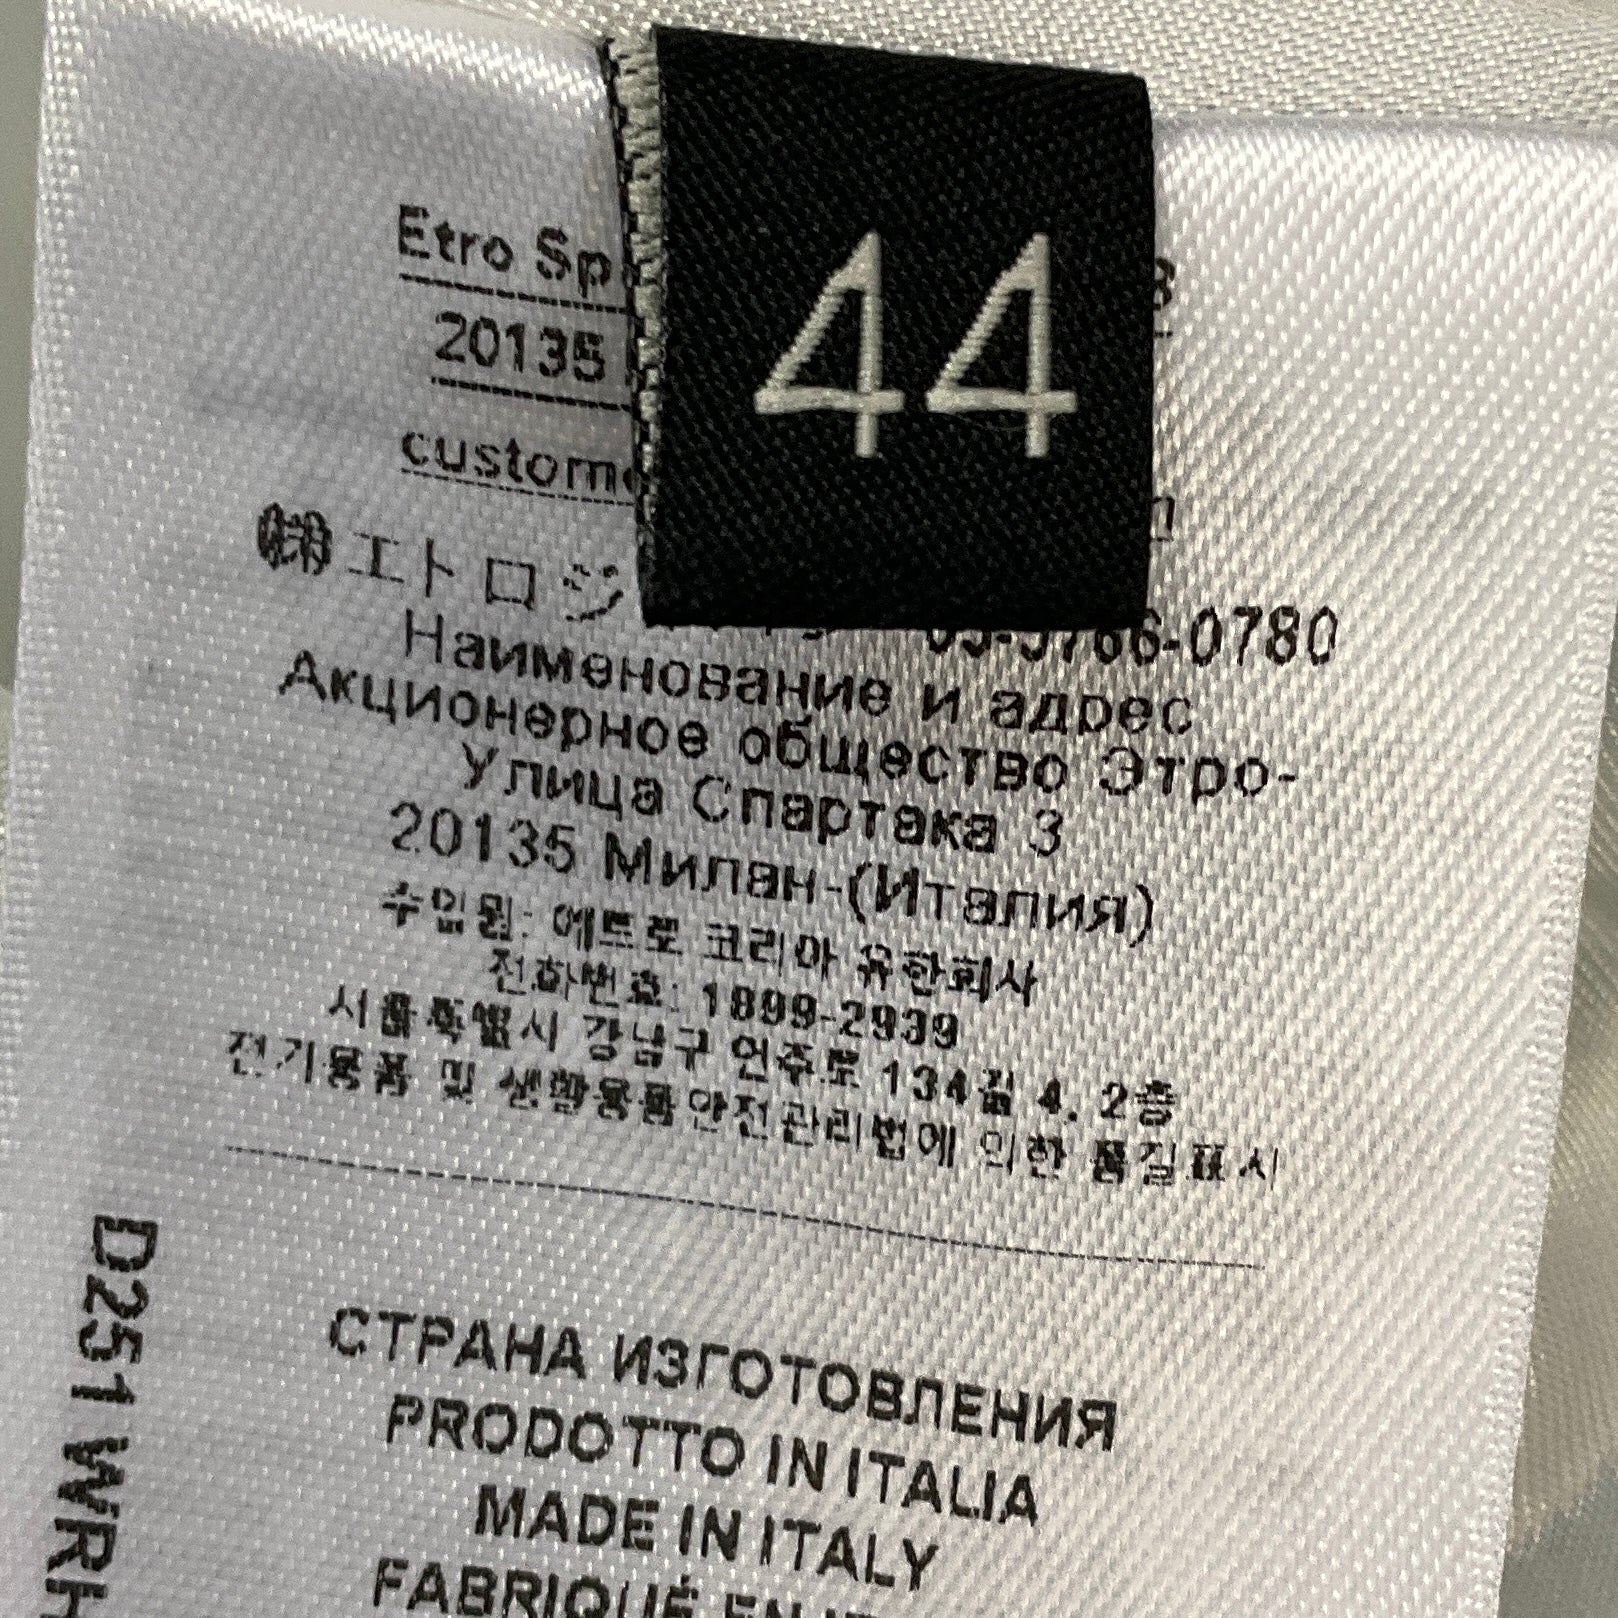 44
Etro Sp
20135
custom
㈱エトロジ
-0780
Наименование и адрес
Акционерное общество Этро-
Улица Спартака 3
20135 Милан-(Италия)
수입원: 에트로 코리아 유한회사
전화번호: 1899-2939
서울특별시 강남구 언주로 134길 4, 2층
전기용품 및 생활용품안전관리법에 의한 품질표시
СТРАНА ИЗГОТОВЛЕНИЯ
PRODOTTO IN ITALIA
MADE IN ITALY
FABRIQUÉ EN
D251 WRH